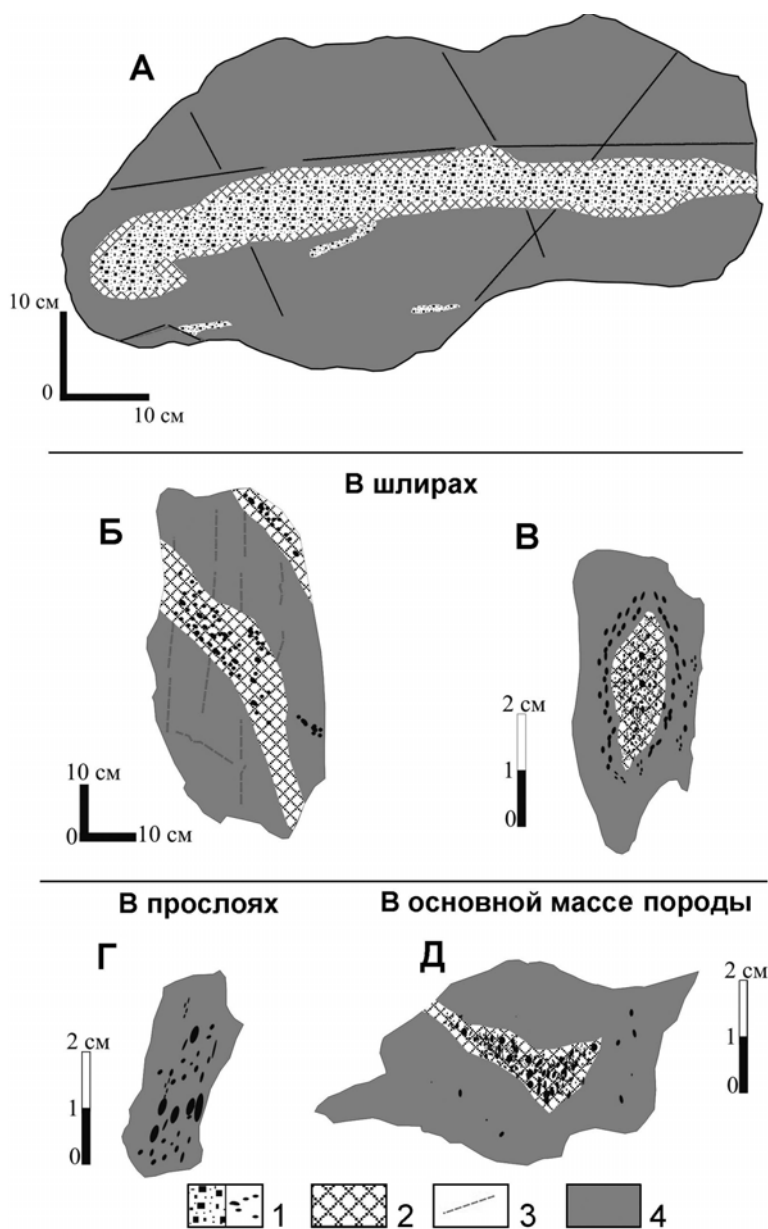 А
10 см
0
10 см
В шлирах
Б
В
10 см
0
10 см
2 см
1
0
В прослоях
В основной массе породы
Г
Д
2 см
1
0
2 см
1
0
1
2
3
4